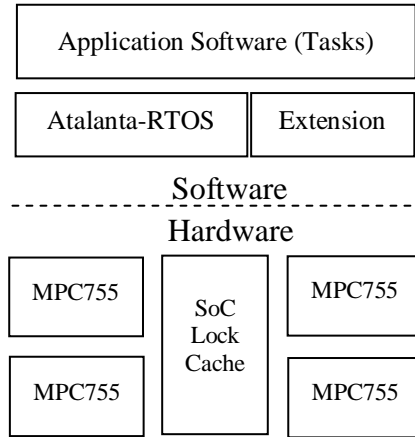 Application Software (Tasks)
Atalanta-RTOS
Extension
Software
Hardware
MPC755
MPC755
SoC
Lock
Cache
MPC755
MPC755